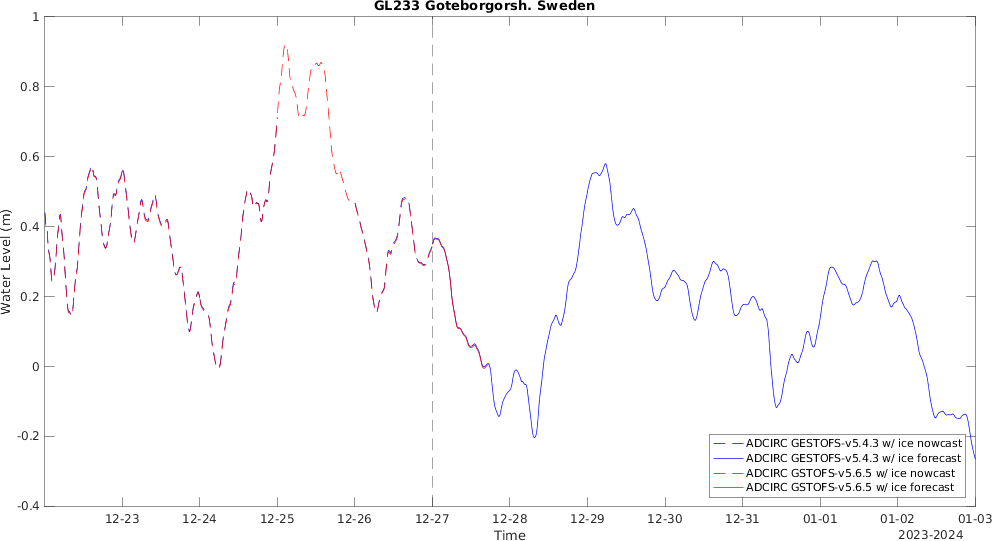 GL233 Goteborgorsh. Sweden
1
0.8
0.6
0.4
0.2
0
-0.2
-0.4
Water Level (m)
ADCIRC GESTOFS-v5.4.3 w/ ice nowcast
ADCIRC GESTOFS-v5.4.3 w/ ice forecast
ADCIRC GSTOFS-v5.6.5 w/ ice nowcast
ADCIRC GSTOFS-v5.6.5 w/ ice forecast
12-23 12-24 12-25 12-26 12-27 12-28 12-29 12-30 12-31 01-01 01-02 01-03
Time
2023-2024